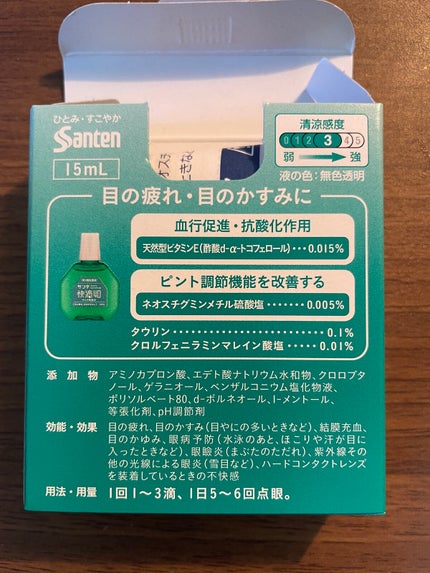 ひとみ・すこやか
Santen
15mL
清涼感度
0 1 2 3 4 5
弱 強
液の色:無色透明
目の疲れ・目のかすみに
血行促進・抗酸化作用
天然型ビタミンE(酢酸d-α-トコフェロール)・・・0.015%
ピント調節機能を改善する
ネオスチグミンメチル硫酸塩・・・・・・・0.005%
タウリン・・・・・・・・・・・・・・・・・・・・・・・・0.1%
クロルフェニラミンマレイン酸塩・・・・・0.01%
添加物 アミノカプロン酸、エデト酸ナトリウム水和物、クロロブタ
ノール、ゲラニオール、ベンザルコニウム塩化物液、
ポリソルベート80、d-ボルネオール、l-メントール、
等張化剤、pH調節剤
効能・効果 目の疲れ、目のかすみ(目やにの多いときなど)、結膜充血、
目のかゆみ、眼病予防(水泳のあと、ほこりや汗が目に
入ったときなど)、眼瞼炎(まぶたのただれ)、紫外線そ
の他の光線による眼炎(雪目など)、ハードコンタクトレンズ
を装着しているときの不快感
用法・用量 1回1〜3滴、1日5〜6回点眼。